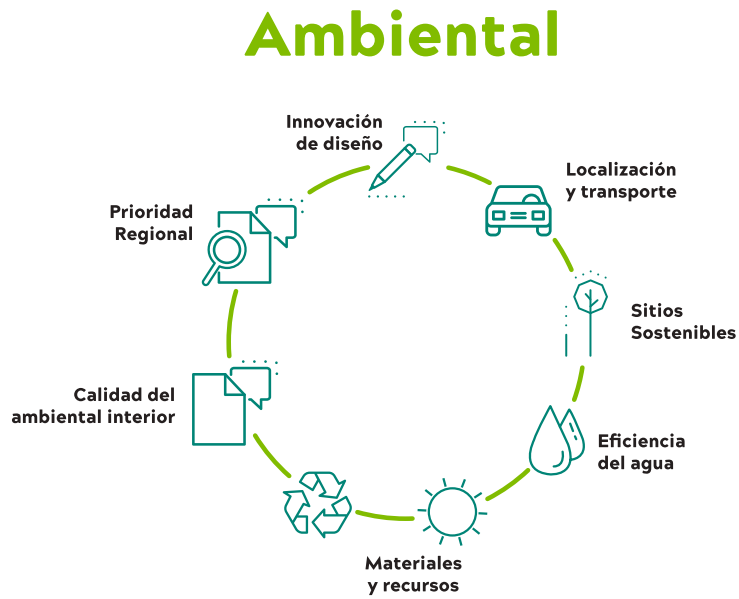 Ambiental
Innovación
de diseño
Localización
y transporte
Prioridad
Regional
Sitios
Sostenibles
Calidad del
ambiental interior
Eficiencia
del agua
Materiales
y recursos